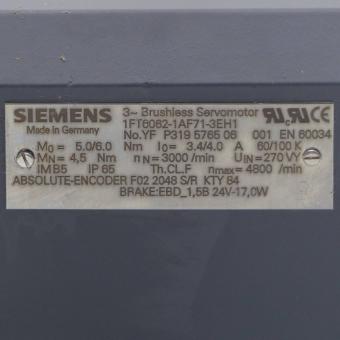 SIEMENS 3~ Brushless Servomotor
Made in Germany 1FT6062-1AF71-3EH1
No.YF P319 5765 06 001 EN 60034
M0 = 5.0/6.0 Nm I0= 3.4/4.0 A 60/100 K
MN = 4,5 Nm nN=3000 /min UIN=270 VY
IMB5 IP 65 Th.CL.F nmax= 4800 /min
ABSOLUTE-ENCODER F02 2048 S/R KTY 84
BRAKE:EBD_1,5B 24V-17,0W